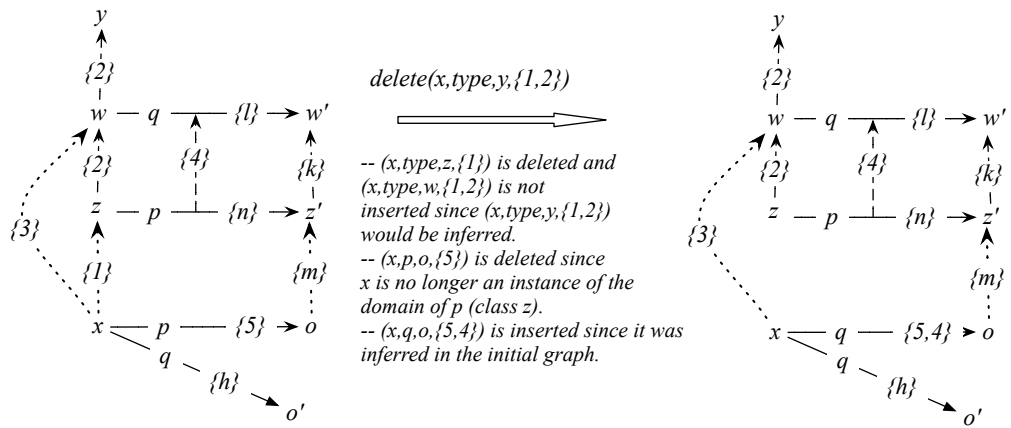 y
{2}
w q {l} w'
{2} {4} {k}
z p {n} z'
{3}
{1} {m}
x p {5} o
q
{h}
o'
delete(x,type,y,{1,2})
-- (x,type,z,{1}) is deleted and
(x,type,w,{1,2}) is not
inserted since (x,type,y,{1,2})
would be inferred.
-- (x,p,o,{5}) is deleted since
x is no longer an instance of the
domain of p (class z).
-- (x,q,o,{5,4}) is inserted since it was
inferred in the initial graph.
y
{2}
w q {l} w'
{2} {4} {k}
z p {n} z'
{3}
{m}
x q {5,4} o
q
{h}
o'